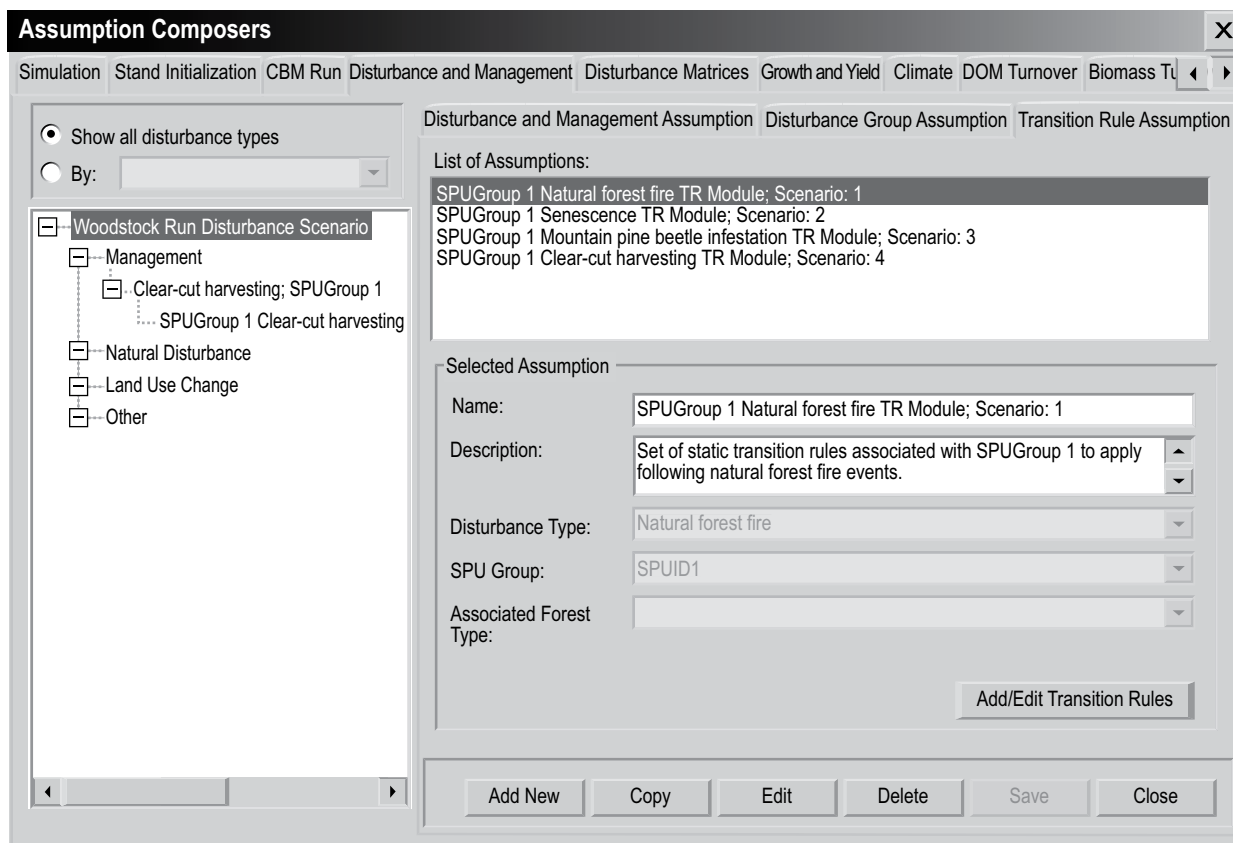 Assumption Composers
X
Simulation Stand Initialization CBM Run Disturbance and Management Disturbance Matrices Growth and Yield Climate DOM Turnover Biomass Tu
Show all disturbance types
By:
Woodstock Run Disturbance Scenario
Management
Clear-cut harvesting; SPUGroup 1
SPUGroup 1 Clear-cut harvesting
Natural Disturbance
Land Use Change
Other
Disturbance and Management Assumption Disturbance Group Assumption Transition Rule Assumption
List of Assumptions:
SPUGroup 1 Natural forest fire TR Module; Scenario: 1
SPUGroup 1 Senescence TR Module; Scenario: 2
SPUGroup 1 Mountain pine beetle infestation TR Module; Scenario: 3
SPUGroup 1 Clear-cut harvesting TR Module; Scenario: 4
Selected Assumption
Name:
SPUGroup 1 Natural forest fire TR Module; Scenario: 1
Description:
Set of static transition rules associated with SPUGroup 1 to apply
following natural forest fire events.
Disturbance Type:
Natural forest fire
SPU Group:
SPUID1
Associated Forest
Type:
Add/Edit Transition Rules
Add New
Copy
Edit
Delete
Save
Close